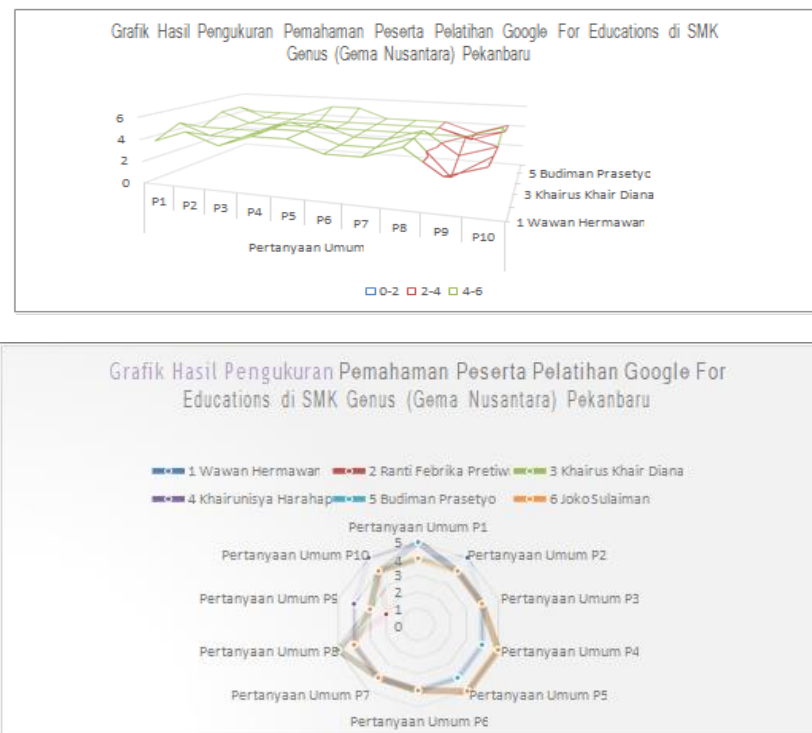 Grafik Hasil Pengukuran Pemahaman Peserta Pelatihan Google For Educations di SMK
Genus (Gema Nusantara) Pekanbaru
6
4
2
0
P1 P2 P3 P4 P5 P6 P7 P8 P9 P10
Pertanyaan Umum
5 Budiman Prasetyc
3 Khairus Khair Diana
1 Wawan Hermawan
0-2 2-4 4-6
Grafik Hasil Pengukuran Pemahaman Peserta Pelatihan Google For
Educations di SMK Genus (Gema Nusantara) Pekanbaru
1 Wawan Hermawan 2 Ranti Febrika Pretiwi 3 Khairus Khair Diana
4 Khairunisya Harahap 5 Budiman Prasetyo 6 Joko Sulaiman
Pertanyaan Umum P1
Pertanyaan Umum P10 5 Pertanyaan Umum P2
4
3
Pertanyaan Umum P9 2 Pertanyaan Umum P3
1
0
Pertanyaan Umum P8 Pertanyaan Umum P4
Pertanyaan Umum P7 Pertanyaan Umum P5
Pertanyaan Umum P6